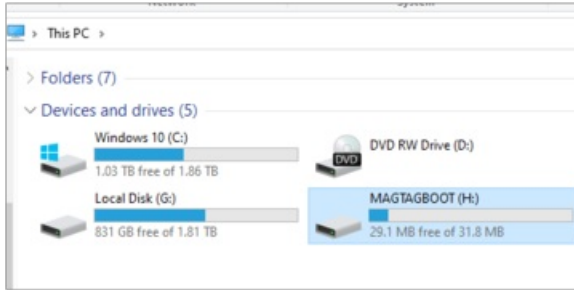 This PC
Folders (7)
Devices and drives (5)
Windows 10 (C:)
1.03 TB free of 1.86 TB
DVD RW Drive (D:)
DVD
Local Disk (G:)
831 GB free of 1.81 TB
MAGTAGBOOT (H:)
29.1 MB free of 31.8 MB